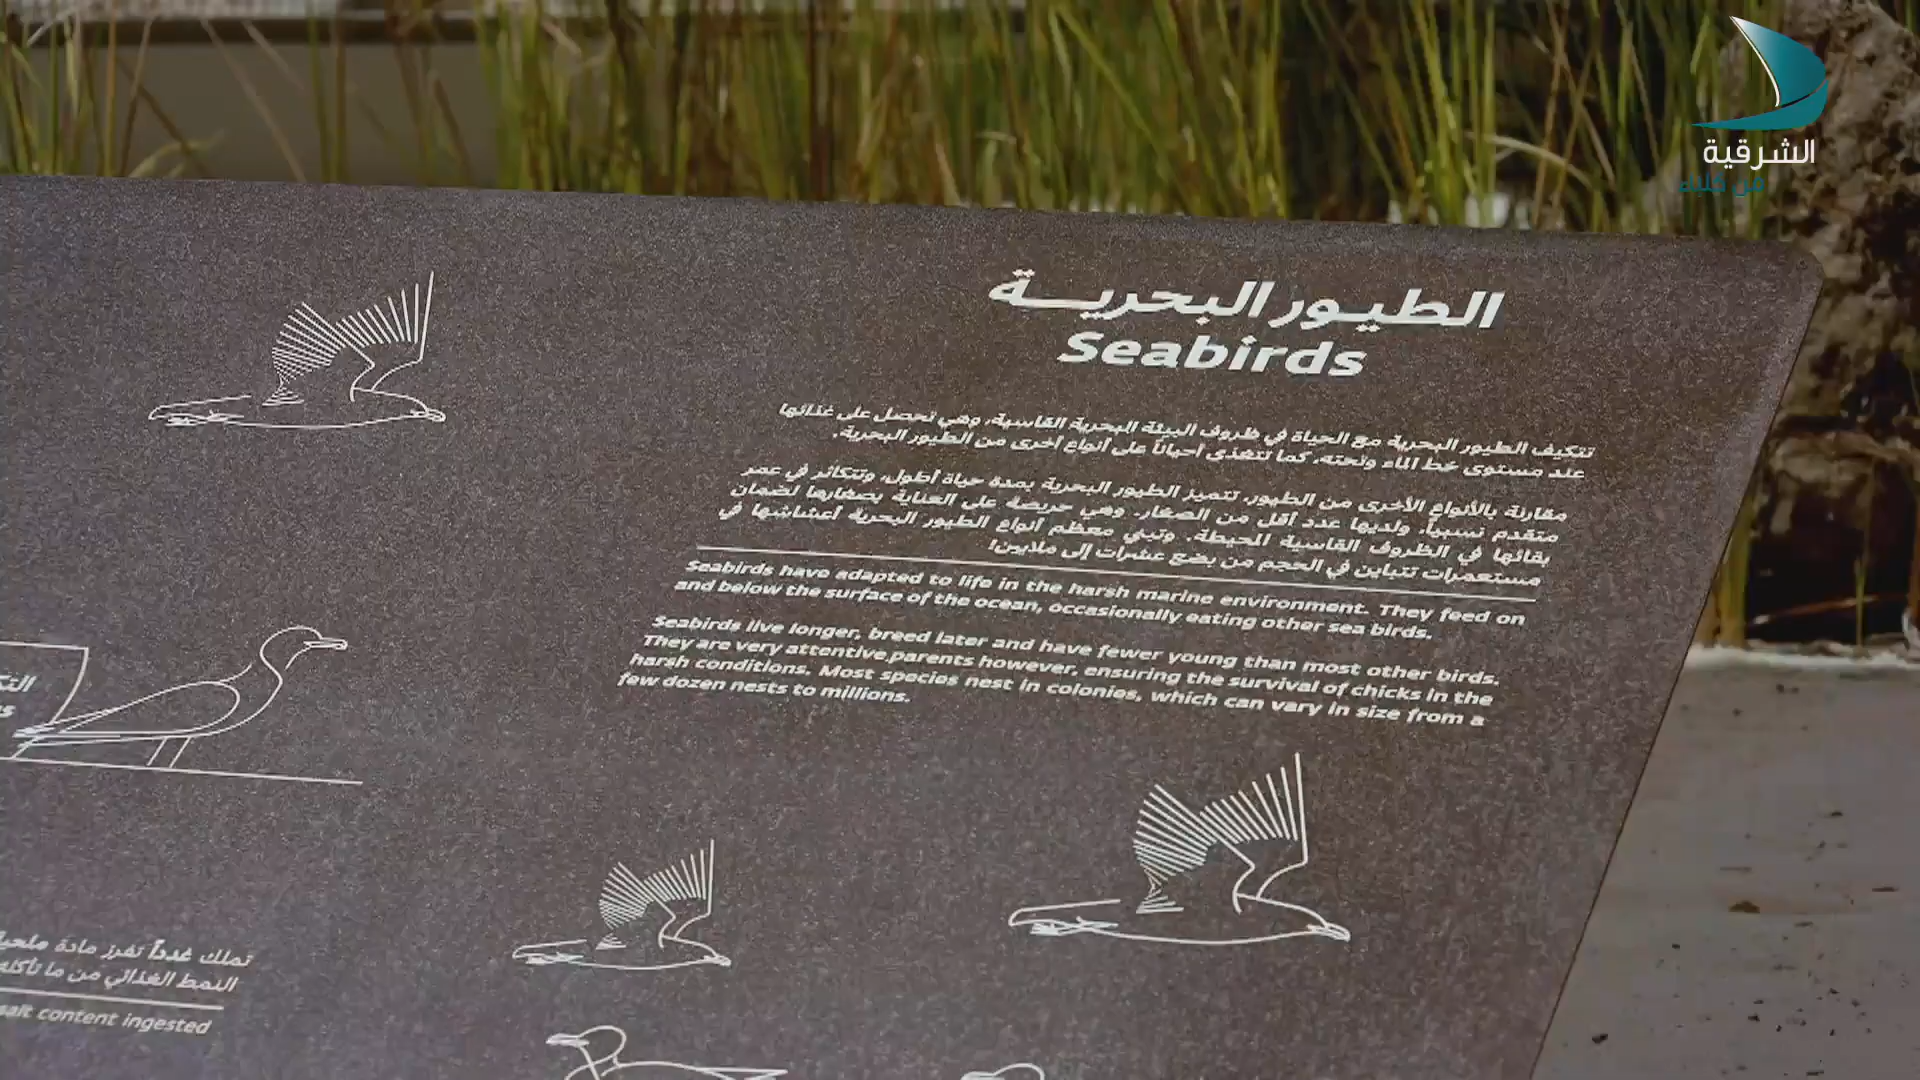 الشرقية
من كلباء
الطيور البحرية
Seabirds
تتكيف الطيور البحرية مع الحياة في ظروف البيئة البحرية القاسية، وهي تحصل على غذائها
عند مستوى خط الماء وتحته، كما تتغذى أحياناً على أنواع أخرى من الطيور البحرية.
مقارنة بالأنواع الأخرى من الطيور، تتميز الطيور البحرية بمدة حياة أطول، وتتكاثر في عمر
متقدم نسبياً، ولديها عدد أقل من الصغار. وهي حريصة على العناية بصغارها لضمان
بقائها في الظروف القاسية المحيطة. وتبني معظم أنواع الطيور البحرية أعشاشها في
مستعمرات تتباين في الحجم من بضع عشرات إلى ملايين!
Seabirds have adapted to life in the harsh marine environment. They feed on
and below the surface of the ocean, occasionally eating other sea birds.
Seabirds live longer, breed later and have fewer young than most other birds.
They are very attentive parents however, ensuring the survival of chicks in the
harsh conditions. Most species nest in colonies, which can vary in size from a
few dozen nests to millions.
تملك غدداً تفرز مادة
النمط الغذائي من ما تأكله
salt content ingested